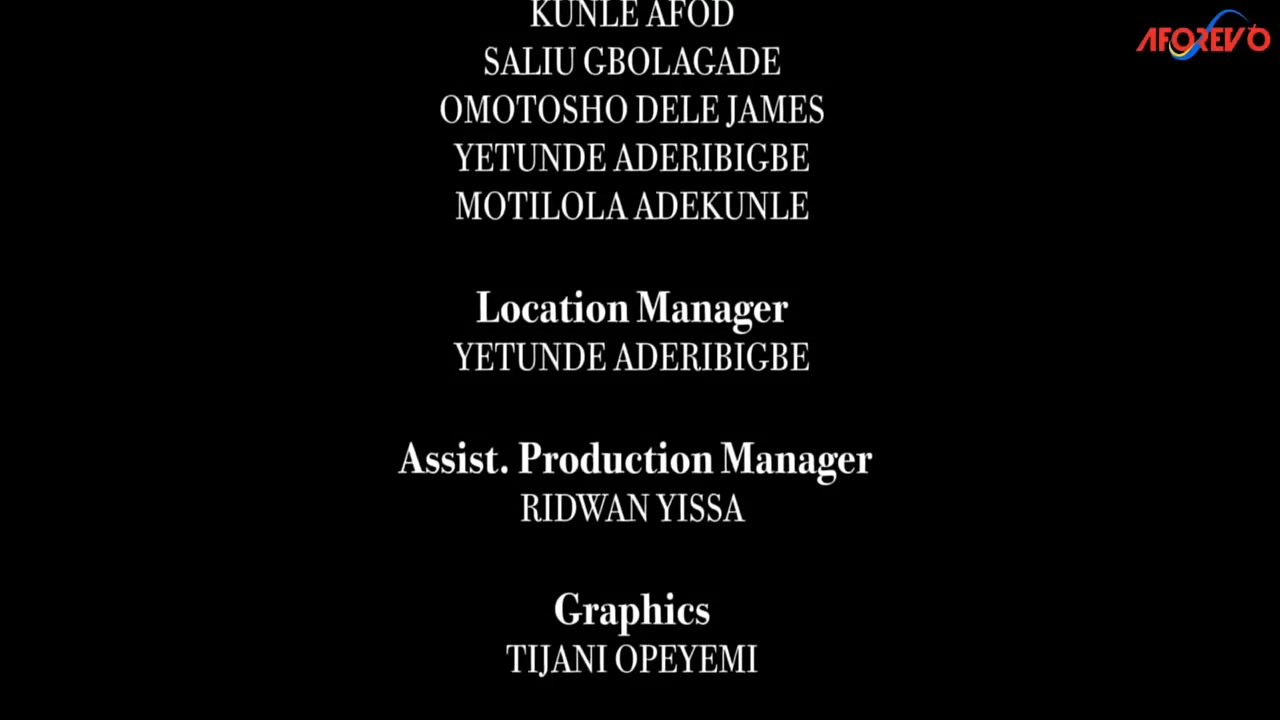 AFOREVO
KUNLE AFOD
SALIU GBOLAGADE
OMOTOSHO DELE JAMES
YETUNDE ADERIBIGBE
MOTILOLA ADEKUNLE
Location Manager
YETUNDE ADERIBIGBE
Assist. Production Manager
RIDWAN YISSA
Graphics
TIJANI OPEYEMI